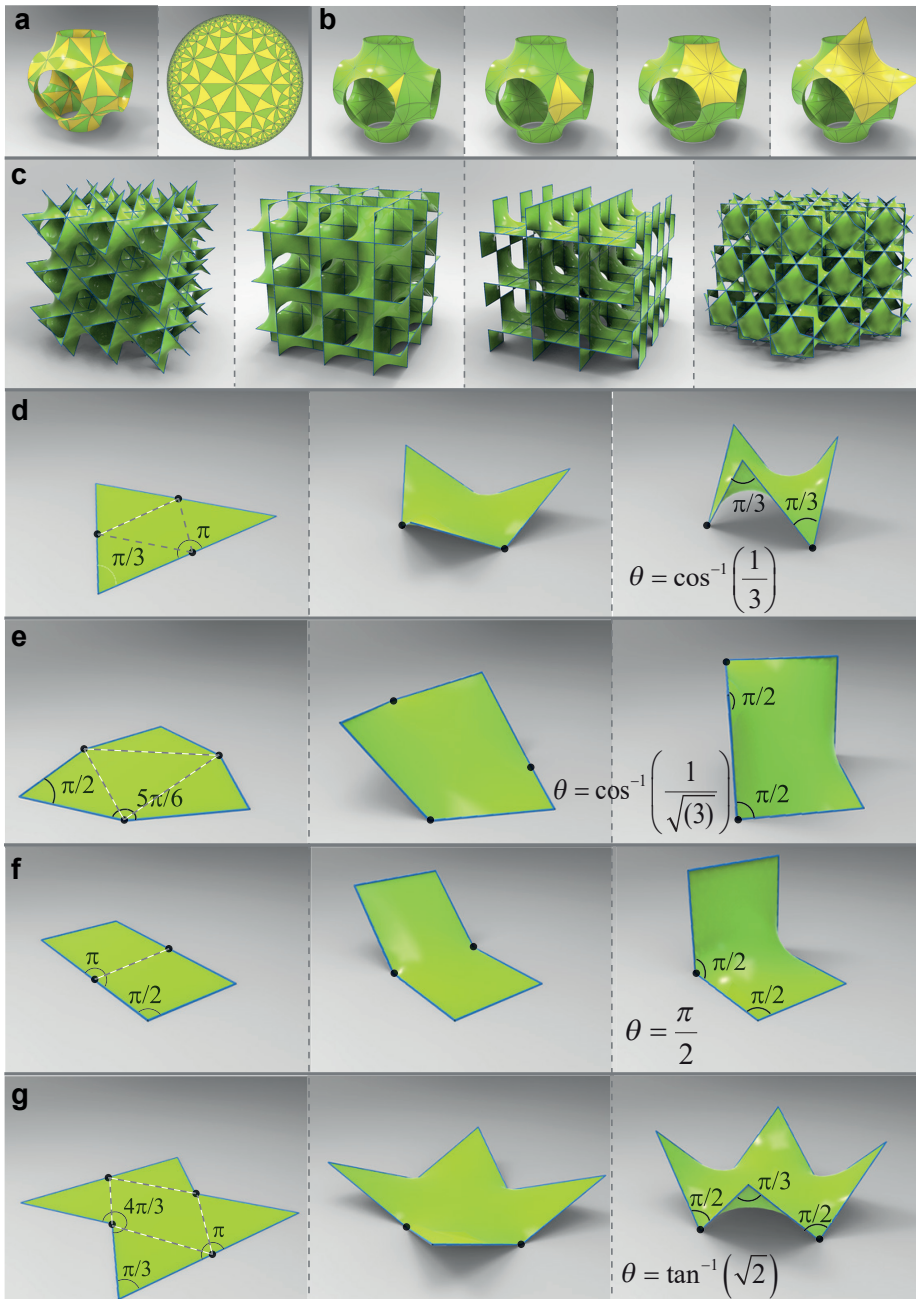 a
b
c
d
π/3
π
π/3
π/3
θ = cos⁻¹(1/3)
e
π/2
5π/6
π/2
π/2
θ = cos⁻¹(1/√(3))
f
π
π/2
π/2
π/2
θ = π/2
g
4π/3
π
π/3
π/2
π/3
π/2
θ = tan⁻¹(√2)